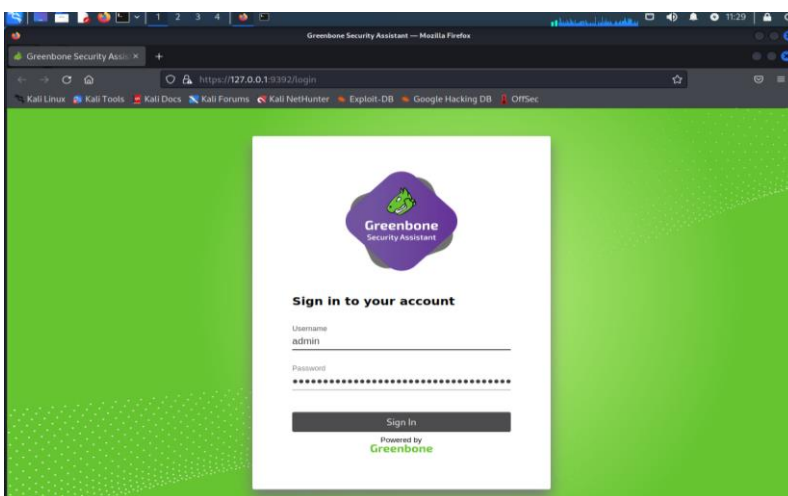 1 2 3 4 11:29
Greenbone Security Assistant — Mozilla Firefox
Greenbone Security Assis
https://127.0.0.1:9392/login
Kali Linux Kali Tools Kali Docs Kali Forums Kali NetHunter Exploit-DB Google Hacking DB OffSec
Greenbone
Security Assistant
Sign in to your account
Username
admin
Password
Sign In
Powered by
Greenbone